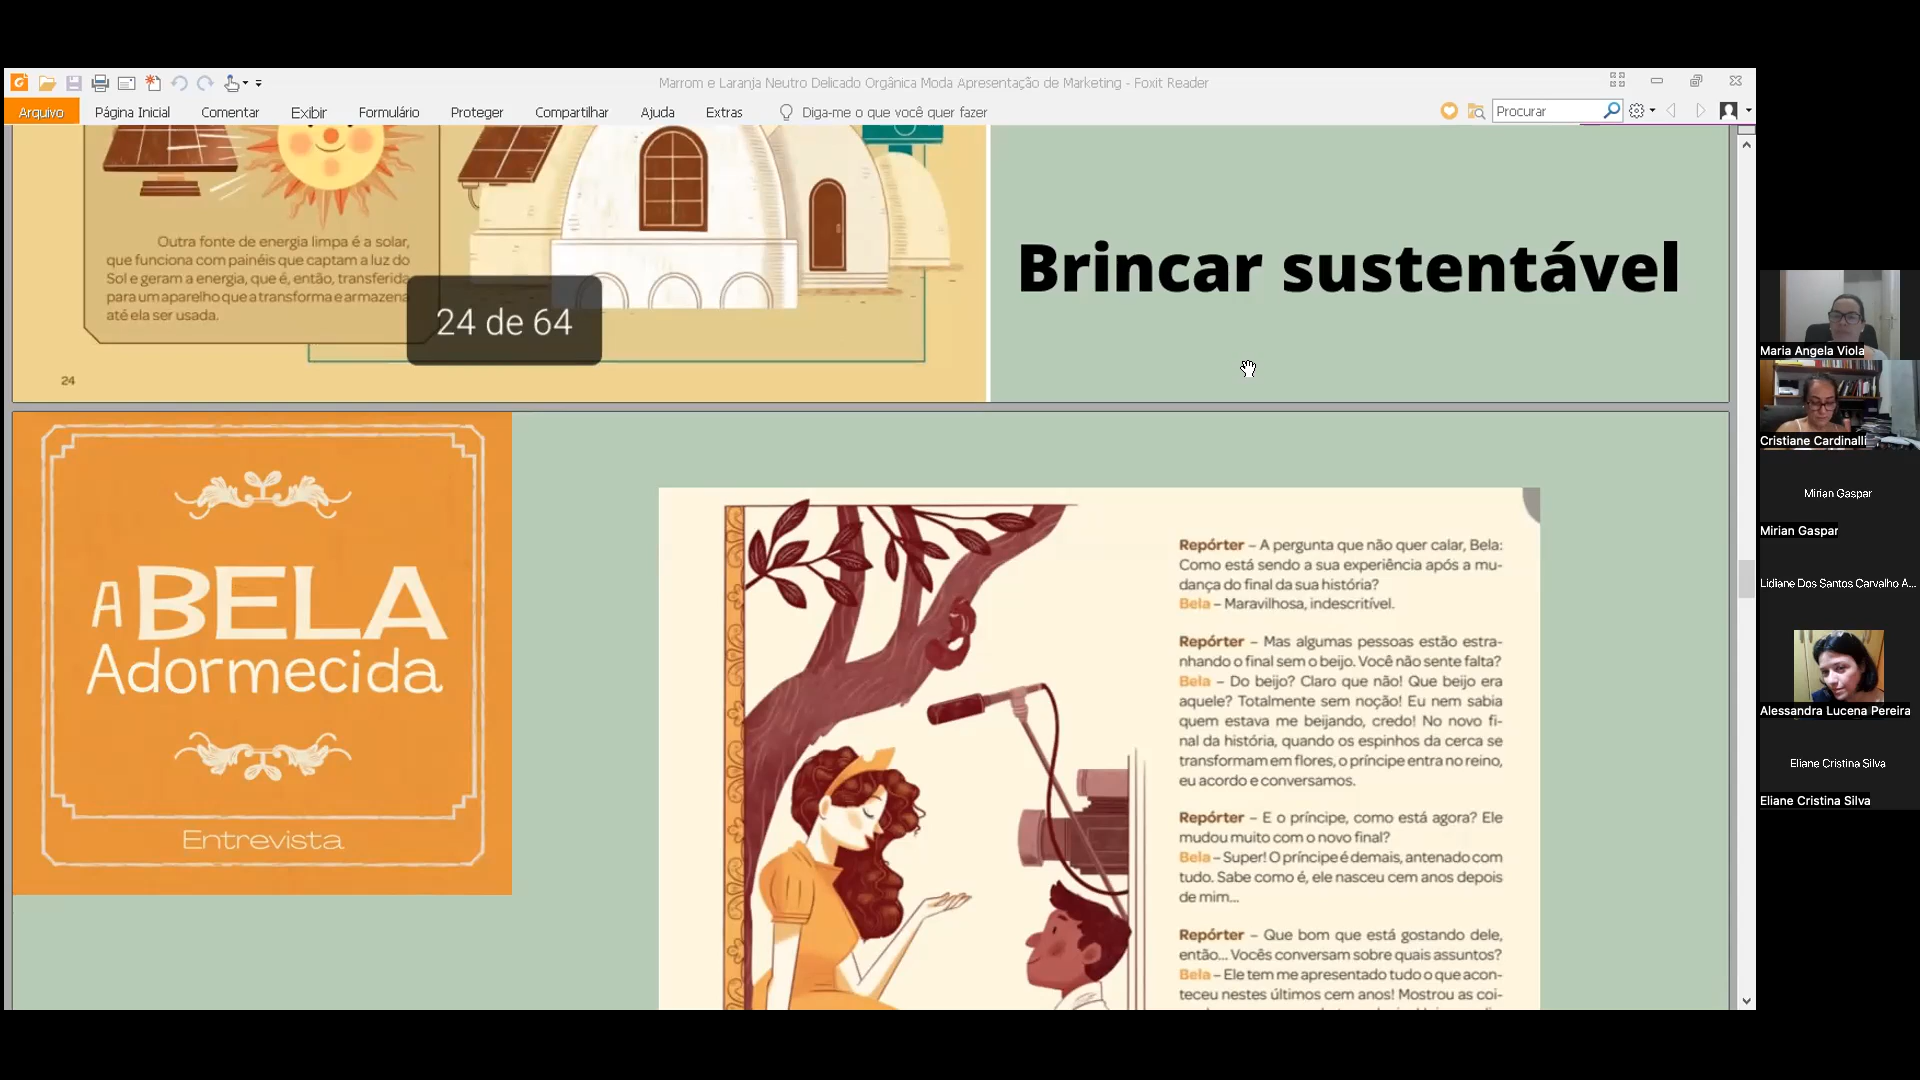 Marrom e Laranja Neutro Delicado Orgânica Moda Apresentação de Marketing - Foxit Reader
Arquivo
Página Inicial
Comentar
Exibir
Formulário
Proteger
Compartilhar
Ajuda
Extras
Diga-me o que você quer fazer
Procurar
Outra fonte de energia limpa é a solar,
que funciona com painéis que captam a luz do
Sol e geram a energia, que é, então, transferida
para um aparelho que a transforma e armazena
até ela ser usada.
24
24 de 64
Brincar sustentável
A BELA
Adormecida
Entrevista
Repórter – A pergunta que não quer calar, Bela:
Como está sendo a sua experiência após a mu-
dança do final da sua história?
Bela – Maravilhosa, indescritível.
Repórter – Mas algumas pessoas estão estra-
nhando o final sem o beijo. Você não sente falta?
Bela – Do beijo? Claro que não! Que beijo era
aquele? Totalmente sem noção! Eu nem sabia
quem estava me beijando, credo! No novo fi-
nal da história, quando os espinhos da cerca se
transformam em flores, o príncipe entra no reino,
eu acordo e conversamos.
Repórter – E o príncipe, como está agora? Ele
mudou muito com o novo final?
Bela – Super! O príncipe é demais, antenado com
tudo. Sabe como é, ele nasceu cem anos depois
de mim...
Repórter – Que bom que está gostando dele,
então... Vocês conversam sobre quais assuntos?
Bela – Ele tem me apresentado tudo o que acon-
teceu nestes últimos cem anos! Mostrou as coi-
Maria Angela Viola
Cristiane Cardinalli
Mirian Gaspar
Mirian Gaspar
Lidiane Dos Santos Carvalho A...
Alessandra Lucena Pereira
Eliane Cristina Silva
Eliane Cristina Silva